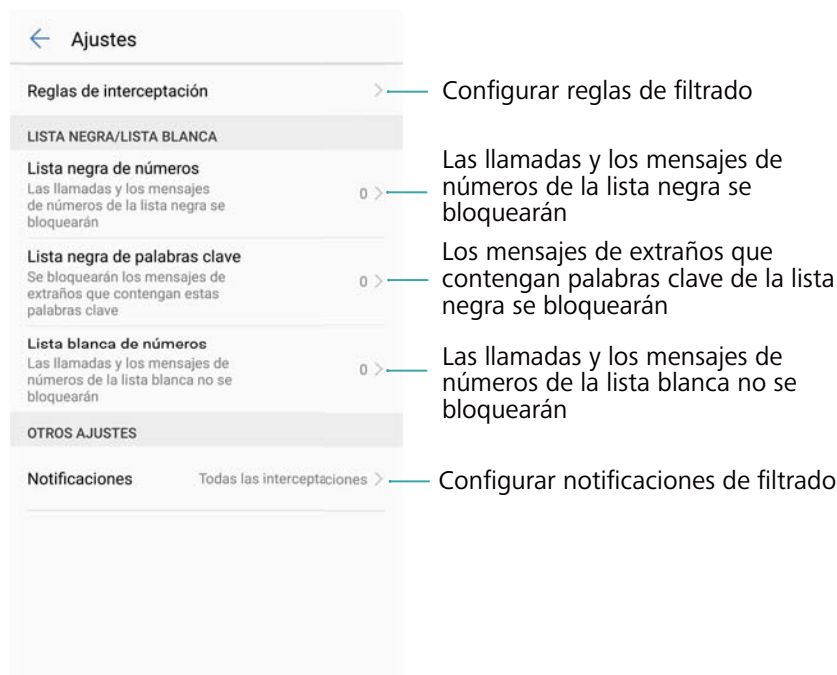 Ajustes
Reglas de interceptación
Configurar reglas de filtrado
LISTA NEGRA/LISTA BLANCA
Lista negra de números
Las llamadas y los mensajes
de números de la lista negra se
bloquearán
0
Las llamadas y los mensajes de
números de la lista negra se
bloquearán
Lista negra de palabras clave
Se bloquearán los mensajes de
extraños que contengan estas
palabras clave
0
Los mensajes de extraños que
contengan palabras clave de la lista
negra se bloquearán
Lista blanca de números
Las llamadas y los mensajes de
números de la lista blanca no se
bloquearán
0
Las llamadas y los mensajes de
números de la lista blanca no se
bloquearán
OTROS AJUSTES
Notificaciones
Todas las interceptaciones
Configurar notificaciones de filtrado